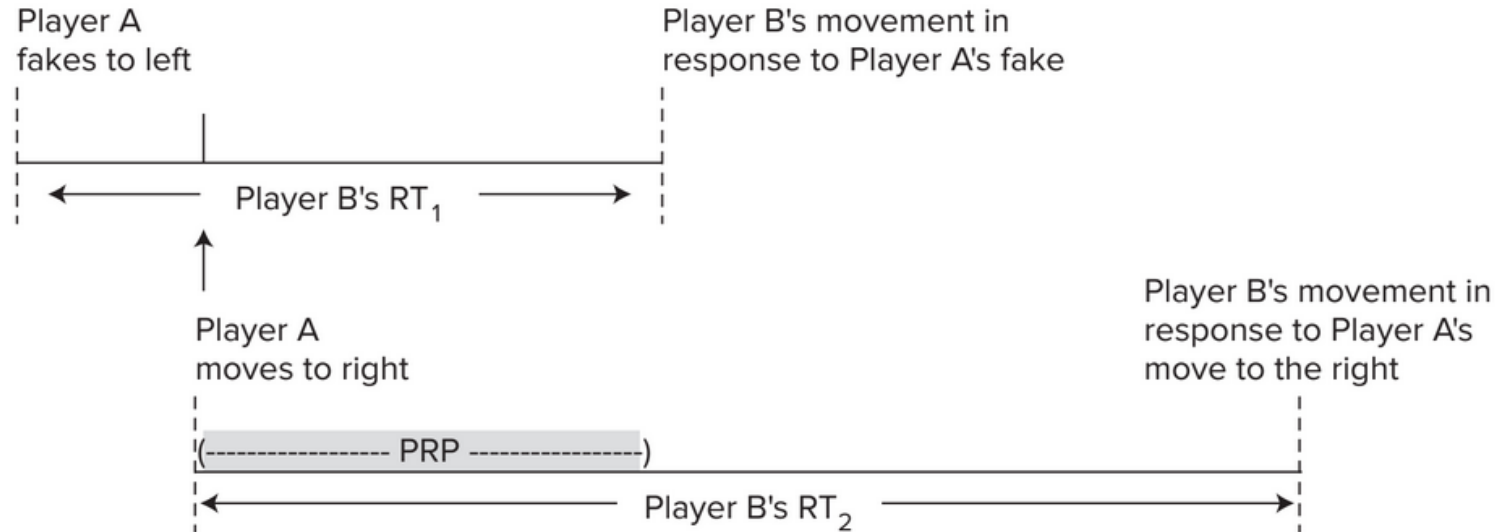 Player A
fakes to left
Player B's movement in
response to Player A's fake
Player B's RT₁
Player A
moves to right
Player B's movement in
response to Player A's
move to the right
(------------------ PRP -----------------)
Player B's RT₂